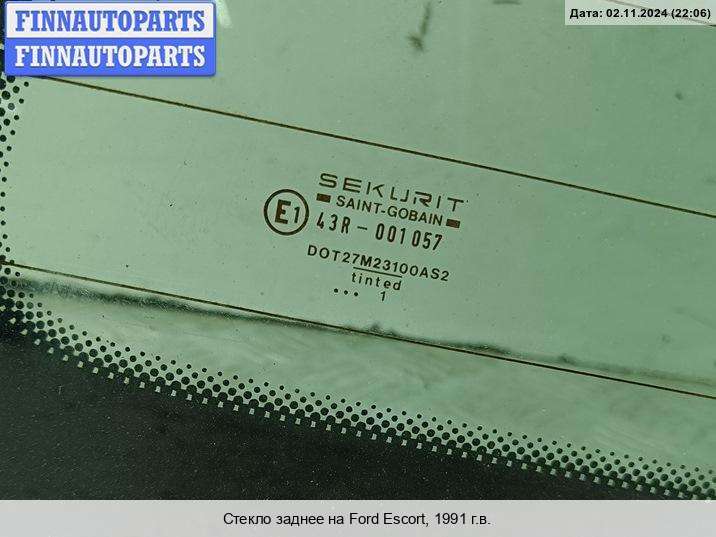 FINNAUTOPARTS
FINNAUTOPARTS
Дата: 02.11.2024 (22:06)
SEKURIT
SAINT-GOBAIN
E1
43R - 001057
DOT27M23100AS2
tinted
... 1
Стекло заднее на Ford Escort, 1991 г.в.